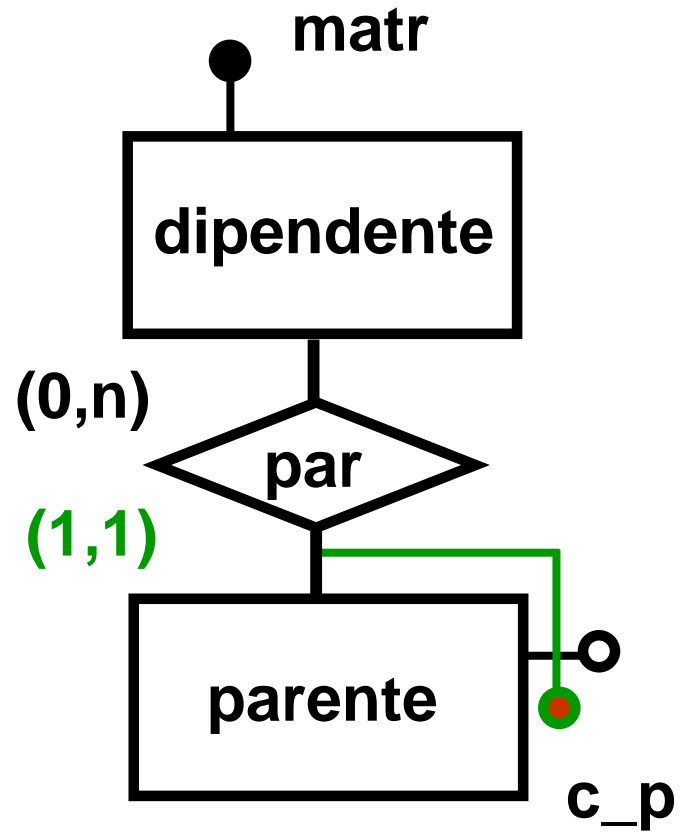 matr
dipendente
(0,n)
par
(1,1)
parente
c_p